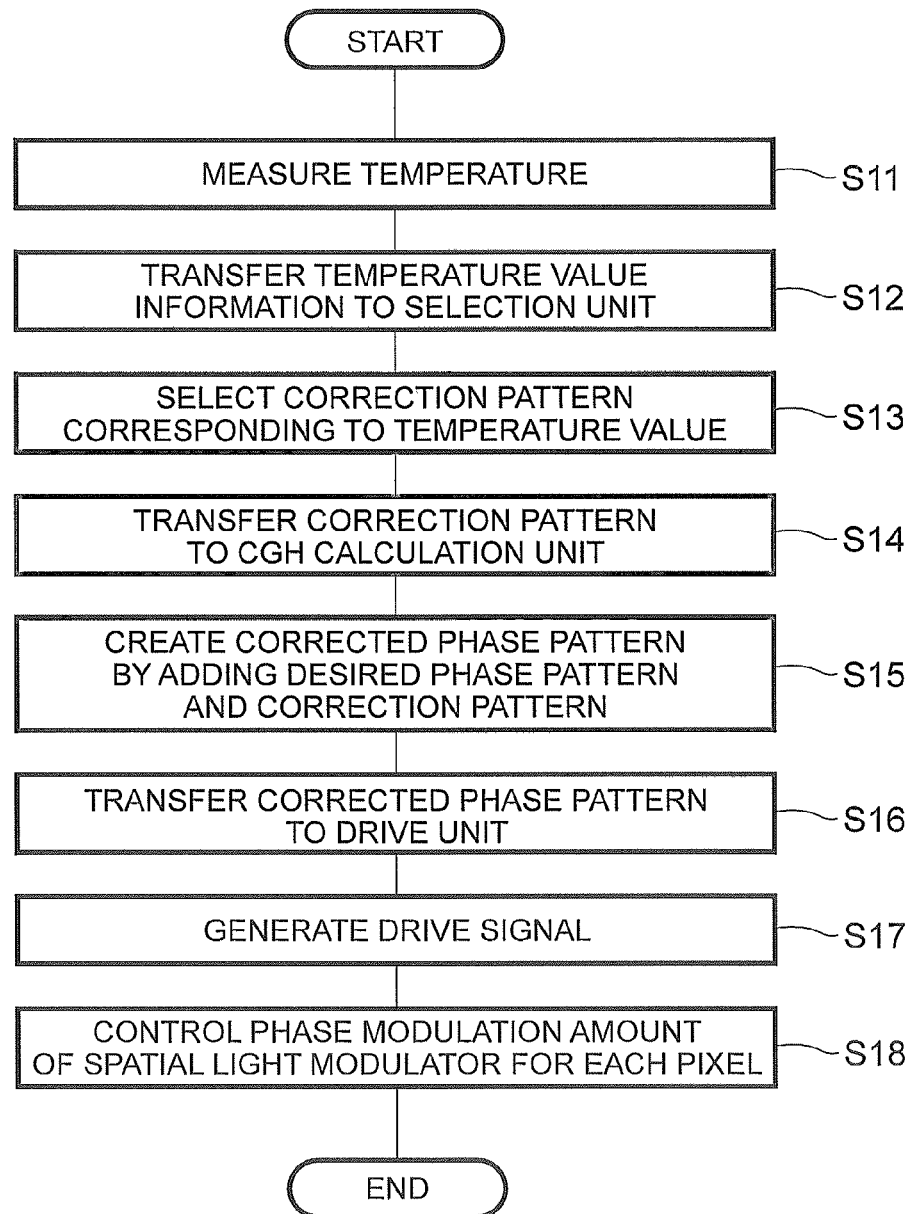 START
MEASURE TEMPERATURE
S11
TRANSFER TEMPERATURE VALUE
INFORMATION TO SELECTION UNIT
S12
SELECT CORRECTION PATTERN
CORRESPONDING TO TEMPERATURE VALUE
S13
TRANSFER CORRECTION PATTERN
TO CGH CALCULATION UNIT
S14
CREATE CORRECTED PHASE PATTERN
BY ADDING DESIRED PHASE PATTERN
AND CORRECTION PATTERN
S15
TRANSFER CORRECTED PHASE PATTERN
TO DRIVE UNIT
S16
GENERATE DRIVE SIGNAL
S17
CONTROL PHASE MODULATION AMOUNT
OF SPATIAL LIGHT MODULATOR FOR EACH PIXEL
S18
END